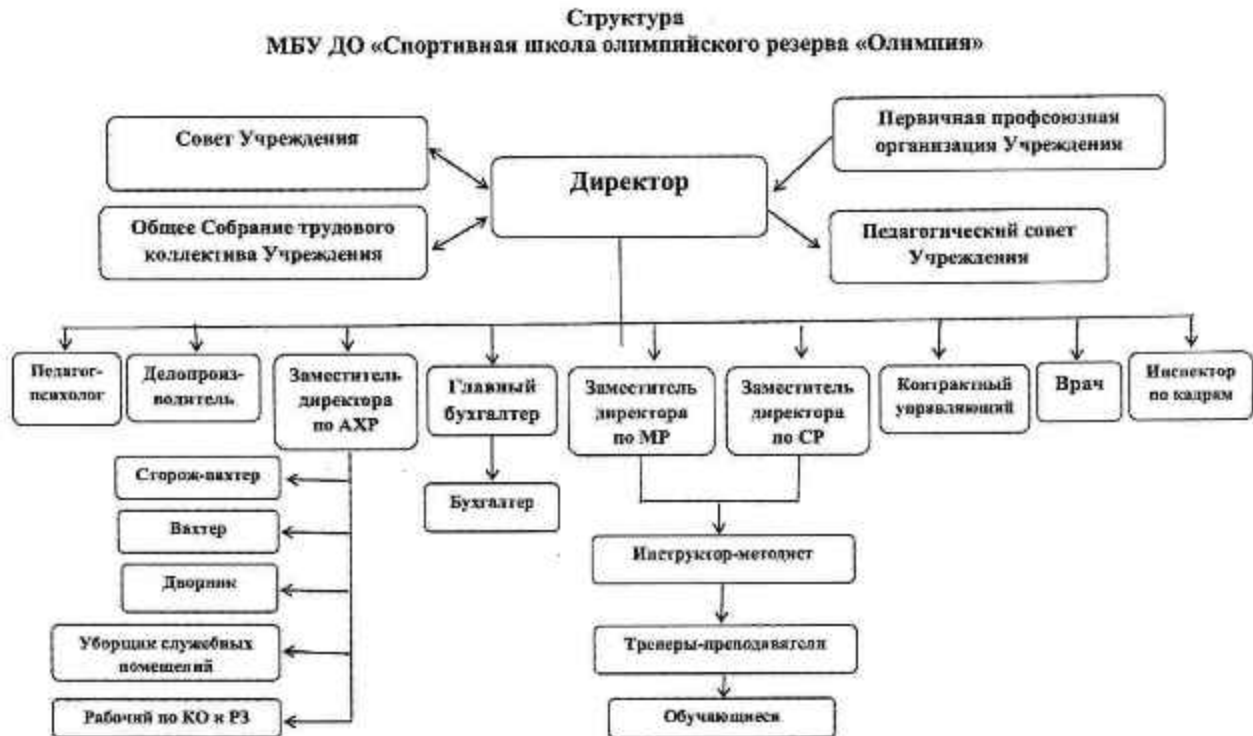 Структура
МБУ ДО «Спортивная школа олимпийского резерва «Олимпия»
Совет Учреждения
Первичная профсоюзная
организация Учреждения
Директор
Общее Собрание трудового
коллектива Учреждения
Педагогический совет
Учреждения
Педагог-
психолог
Делопроиз-
водитель
Заместитель
директора
по АХР
Главный
бухгалтер
Заместитель
директора
по МР
Заместитель
директора
по СР
Контрактный
управляющий
Врач
Инспектор
по кадрам
Сторож-вахтер
Вахтер
Дворник
Уборщик служебных
помещений
Рабочий по КО и РЗ
Бухгалтер
Инструктор-методист
Тренеры-преподаватели
Обучающиеся